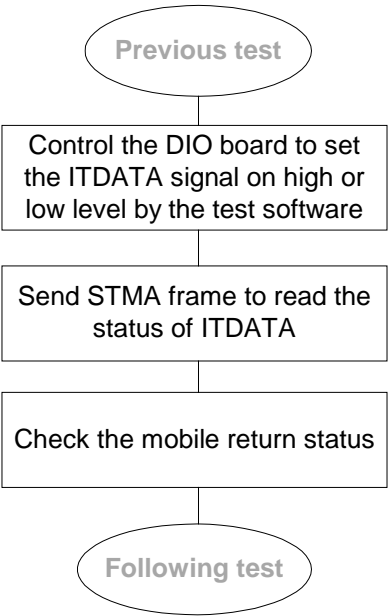 Previous test
Control the DIO board to set
the ITDATA signal on high or
low level by the test software
Send STMA frame to read the
status of ITDATA
Check the mobile return status
Following test